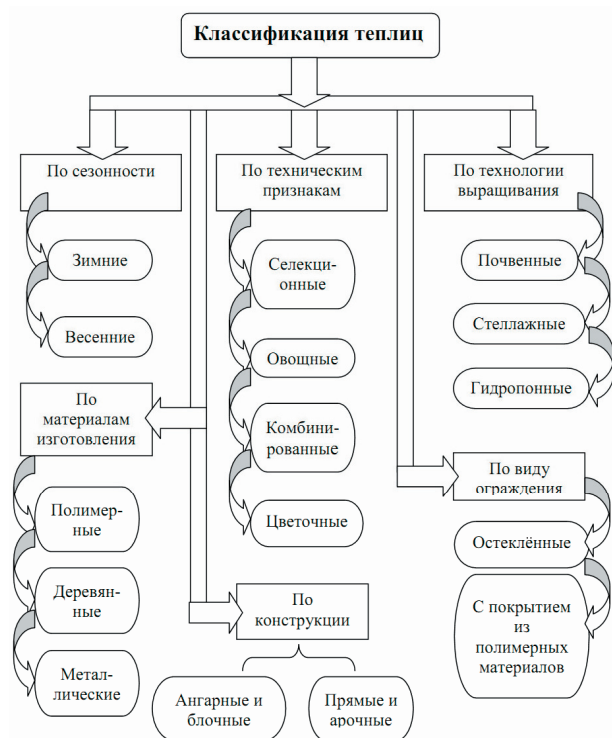 Классификация теплиц
По сезонности
Зимние
Весенние
По техническим
признакам
Селекци-
онные
Овощные
Комбини-
рованные
Цветочные
По технологии
выращивания
Почвенные
Стеллажные
Гидропонные
По
материалам
изготовления
Полимер-
ные
Деревян-
ные
Метал-
лические
По
конструкции
Ангарные и
блочные
Прямые и
арочные
По виду
ограждения
Остеклённые
С покрытием
из
полимерных
материалов